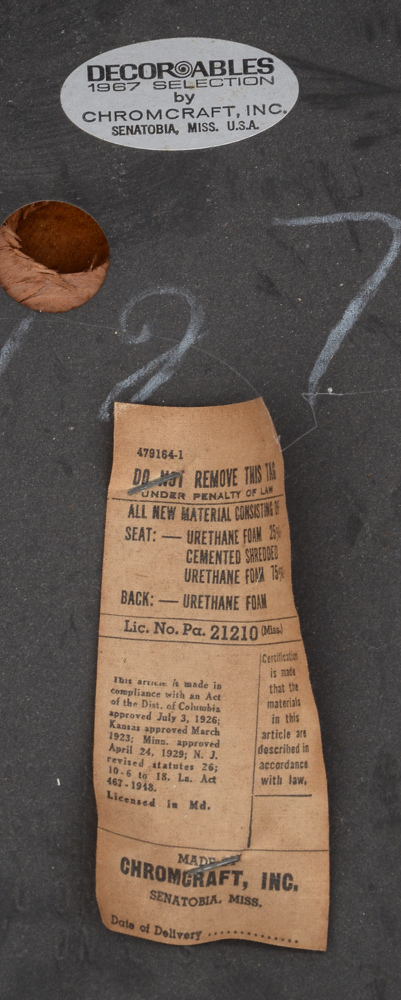 DECOR ABLES
1967 SELECTION
by
CHROMCRAFT, INC.
SENATOBIA, MISS. U.S.A.
127
479164-1
DO NOT REMOVE THIS TAG
UNDER PENALTY OF LAW
ALL NEW MATERIAL CONSISTING OF
SEAT: — URETHANE FOAM 25%
CEMENTED SHREDDED
URETHANE FOAM 75%
BACK: — URETHANE FOAM
Lic. No. Pa. 21210 (Miss.)
This article is made in
compliance with an Act
of the Dist. of Columbia
approved July 3, 1926;
Kansas approved March
1923; Minn. approved
April 24, 1929; N. J.
revised statutes 26;
10-6 to 18. La. Act
467-1948.
Licensed in Md.
Certification
is made
that the
materials
in this
article are
described in
accordance
with law.
MADE BY
CHROMCRAFT, INC.
SENATOBIA, MISS.
Date of Delivery ..............